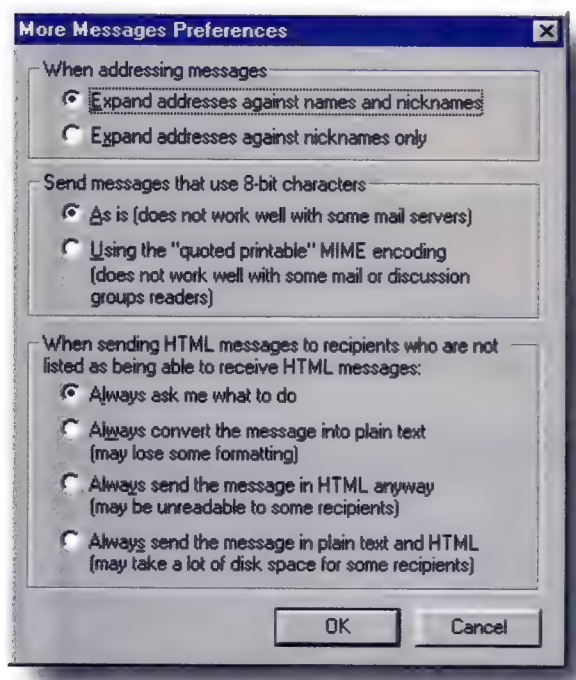 More Messages Preferences
When addressing messages
Expand addresses against names and nicknames
Expand addresses against nicknames only
Send messages that use 8-bit characters
As is (does not work well with some mail servers)
Using the "quoted printable" MIME encoding
(does not work well with some mail or discussion
groups readers)
When sending HTML messages to recipients who are not
listed as being able to receive HTML messages:
Always ask me what to do
Always convert the message into plain text
(may lose some formatting)
Always send the message in HTML anyway
(may be unreadable to some recipients)
Always send the message in plain text and HTML
(may take a lot of disk space for some recipients)
OK
Cancel